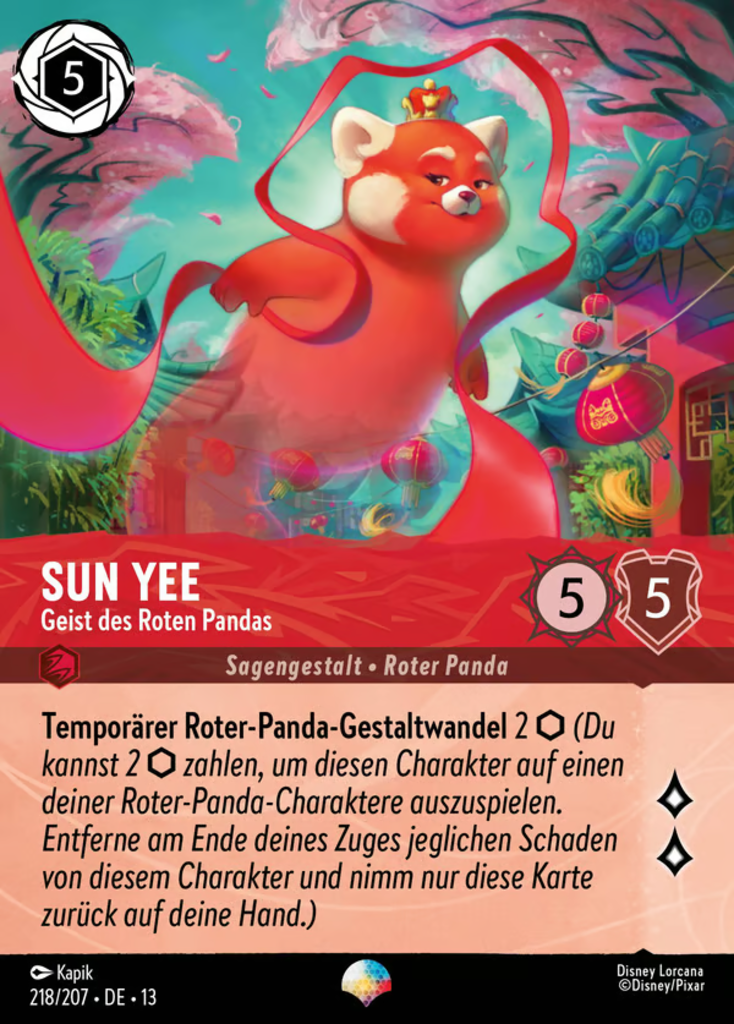 5
SUN YEE
Geist des Roten Pandas
5 5
Sagengestalt • Roter Panda
Temporärer Roter-Panda-Gestaltwandel 2 ⬡ (Du
kannst 2 ⬡ zahlen, um diesen Charakter auf einen
deiner Roter-Panda-Charaktere auszuspielen.
Entferne am Ende deines Zuges jeglichen Schaden
von diesem Charakter und nimm nur diese Karte
zurück auf deine Hand.)
Kapik
218/207 • DE • 13
Disney Lorcana
©Disney/Pixar